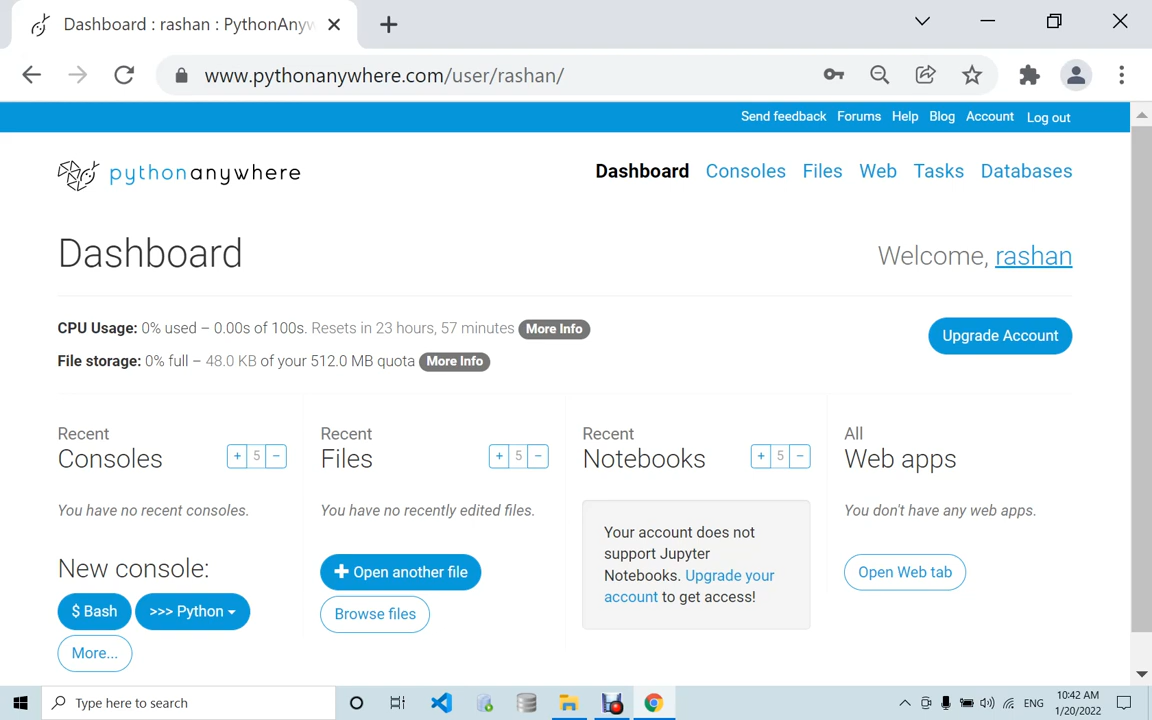 Dashboard : rashan : PythonAnyw
www.pythonanywhere.com/user/rashan/
Send feedback Forums Help Blog Account Log out
pythonanywhere
Dashboard Consoles Files Web Tasks Databases
Dashboard
Welcome, rashan
CPU Usage: 0% used – 0.00s of 100s. Resets in 23 hours, 57 minutes More Info
Upgrade Account
File storage: 0% full – 48.0 KB of your 512.0 MB quota More Info
Recent
Consoles
+ 5 −
You have no recent consoles.
New console:
$ Bash >>> Python
More...
Recent
Files
+ 5 −
You have no recently edited files.
Open another file
Browse files
Recent
Notebooks
+ 5 −
Your account does not
support Jupyter
Notebooks. Upgrade your
account to get access!
All
Web apps
You don't have any web apps.
Open Web tab
Type here to search
ENG
10:42 AM
1/20/2022